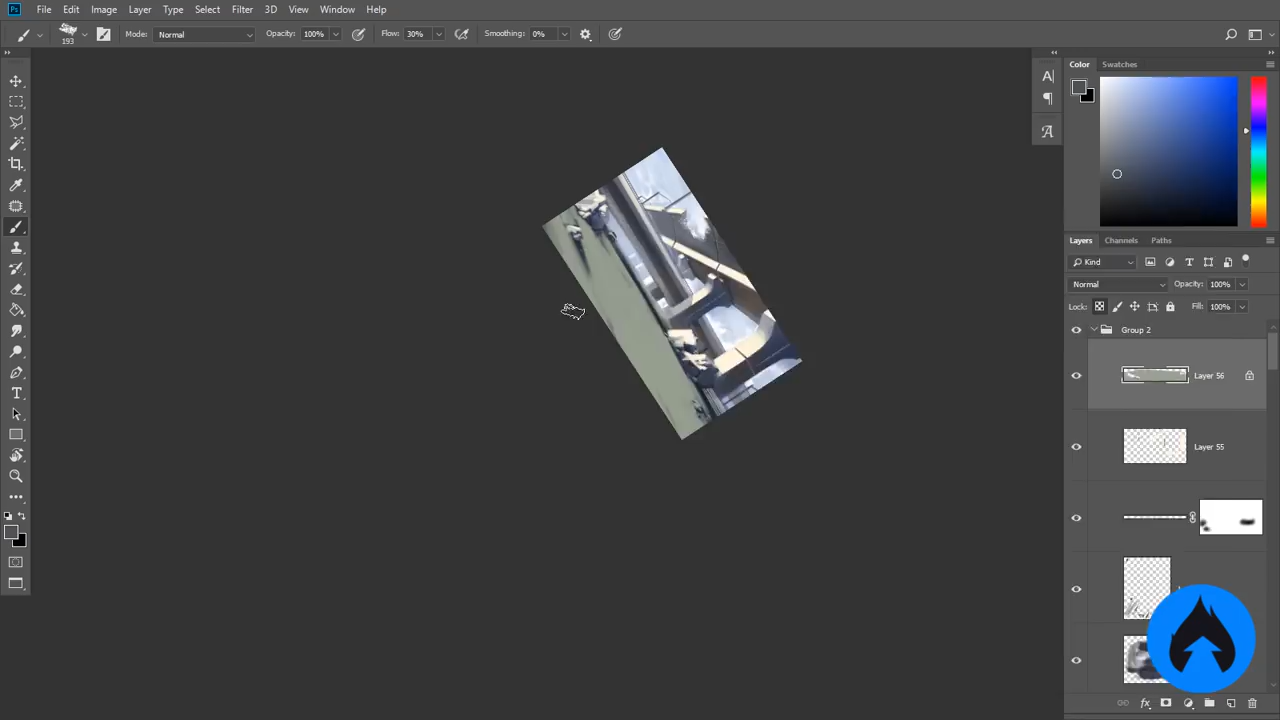 Ps File Edit Image Layer Type Select Filter 3D View Window Help
193 Mode: Normal Opacity: 100% Flow: 30% Smoothing: 0%
Color Swatches
Layers Channels Paths
Kind
Normal Opacity: 100%
Lock: Fill: 100%
Group 2
Layer 56
Layer 55